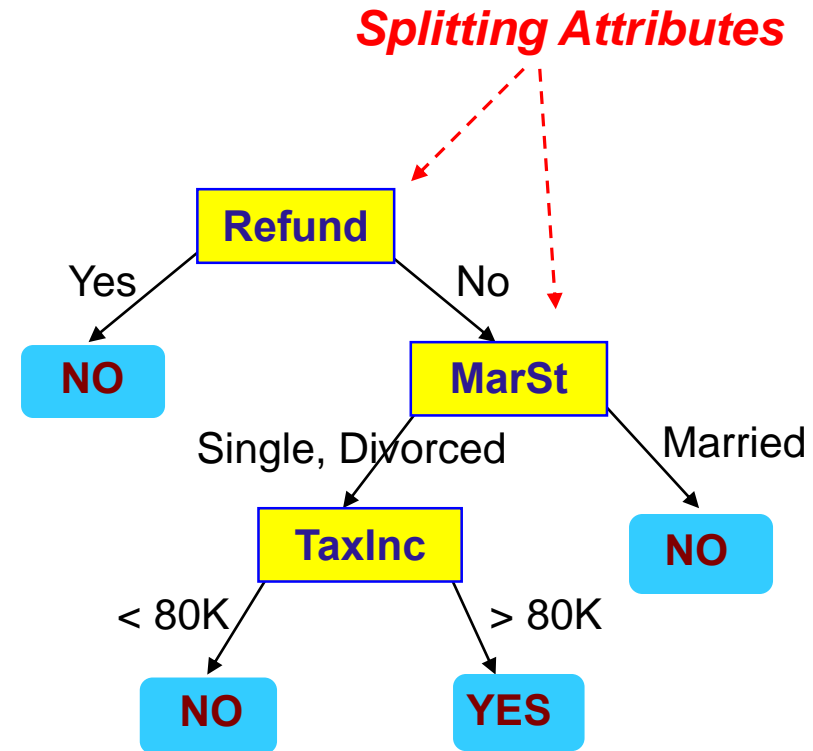 Splitting Attributes
Refund
Yes
No
NO
MarSt
Single, Divorced
Married
TaxInc
NO
< 80K
> 80K
NO
YES